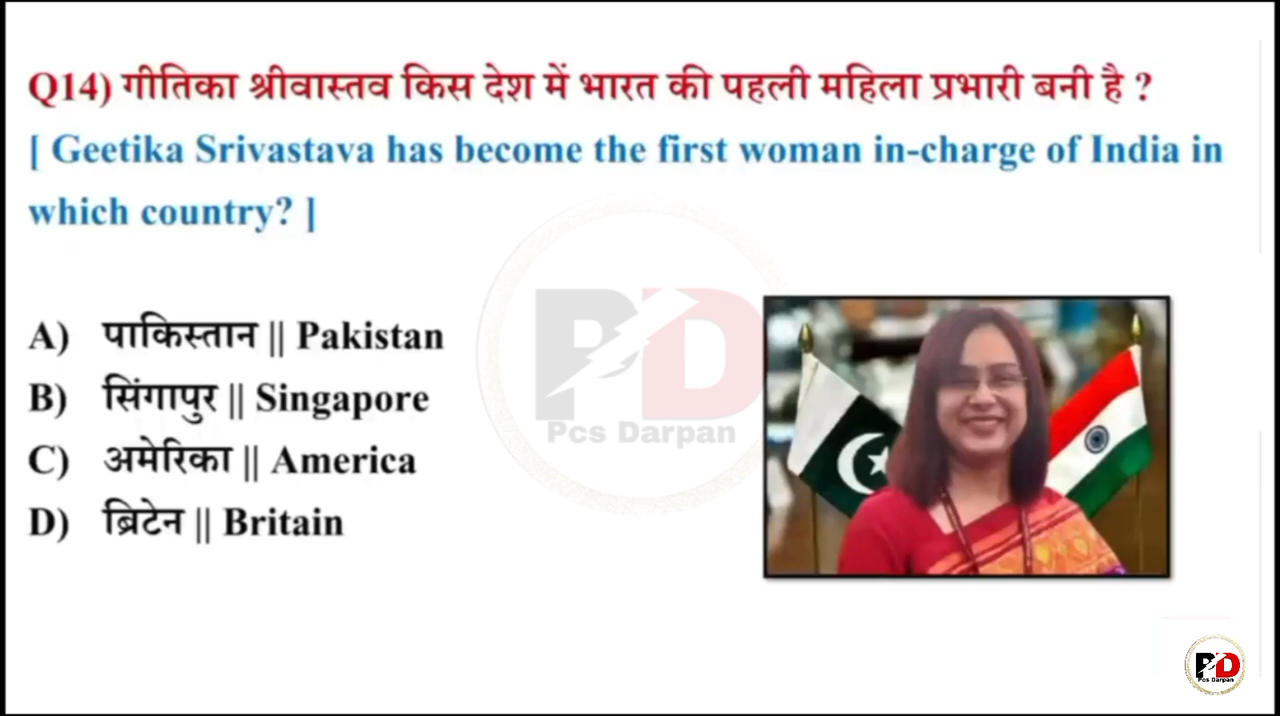 Q14) गीतिका श्रीवास्तव किस देश में भारत की पहली महिला प्रभारी बनी है ?
[ Geetika Srivastava has become the first woman in-charge of India in
which country? ]
A) पाकिस्तान || Pakistan
B) सिंगापुर || Singapore
C) अमेरिका || America
D) ब्रिटेन || Britain
PD
Pcs Darpan
PD
Pcs Darpan